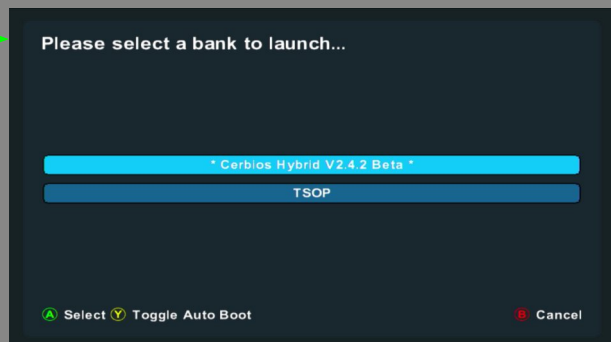 Please select a bank to launch...
* Cerbios Hybrid V2.4.2 Beta *
TSOP
A Select Y Toggle Auto Boot B Cancel